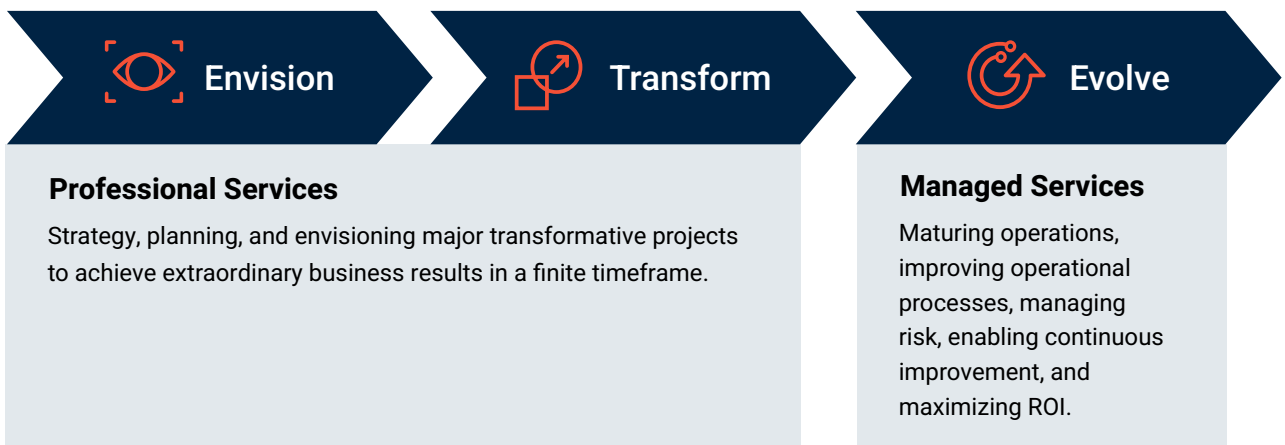 Envision
Transform
Evolve
Professional Services
Strategy, planning, and envisioning major transformative projects
to achieve extraordinary business results in a finite timeframe.
Managed Services
Maturing operations,
improving operational
processes, managing
risk, enabling continuous
improvement, and
maximizing ROI.